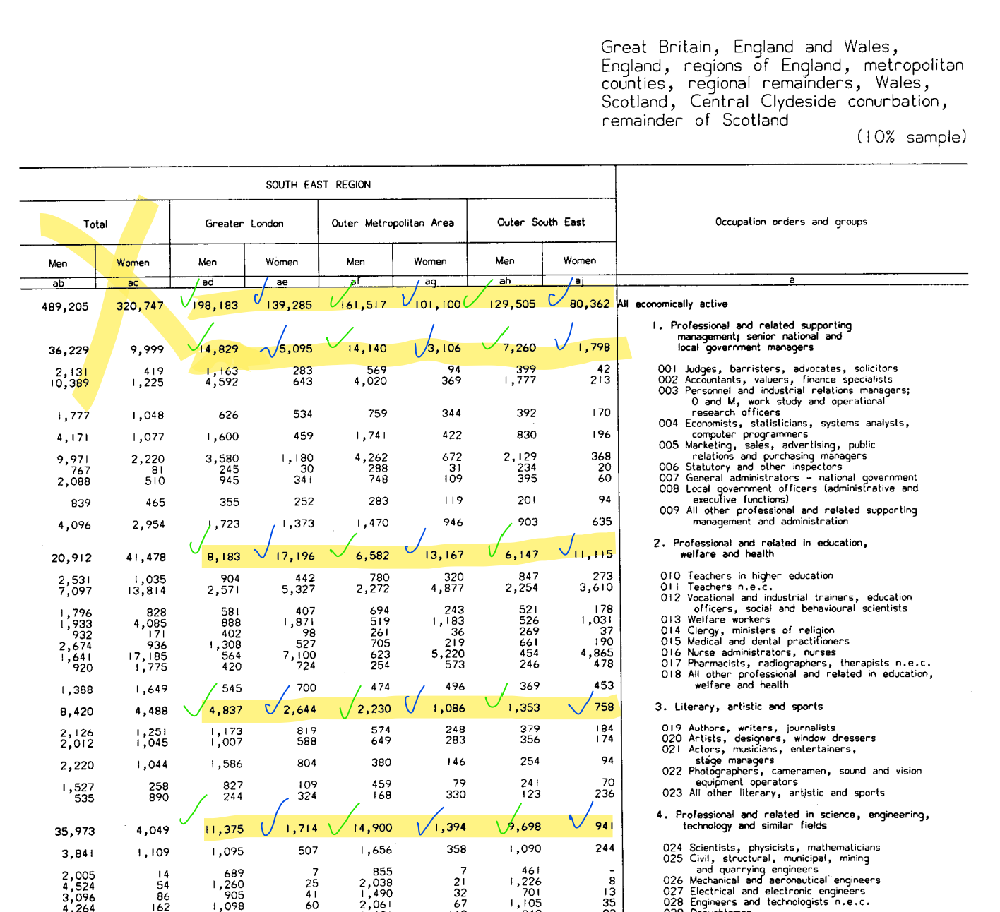 Great Britain, England and Wales,
England, regions of England, metropolitan
counties, regional remainders, Wales,
Scotland, Central Clydeside conurbation,
remainder of Scotland
(10% sample)
SOUTH EAST REGION
Total Greater London Outer Metropolitan Area Outer South East Occupation orders and groups
Men Women Men Women Men Women Men Women
ab ac ad ae af ag ah aj a
489,205 320,747 198,183 139,285 161,517 101,100 129,505 80,362 All economically active
1. Professional and related supporting
management; senior national and
36,229 9,999 14,829 5,095 14,140 3,106 7,260 1,798 local government managers
2,131 419 1,163 283 569 94 399 42 001 Judges, barristers, advocates, solicitors
10,389 1,225 4,592 643 4,020 369 1,777 213 002 Accountants, valuers, finance specialists
003 Personnel and industrial relations managers;
O and M, work study and operational
1,777 1,048 626 534 759 344 392 170 research officers
004 Economists, statisticians, systems analysts,
4,171 1,077 1,600 459 1,741 422 830 196 computer programmers
005 Marketing, sales, advertising, public
9,971 2,220 3,580 1,180 4,262 672 2,129 368 relations and purchasing managers
767 81 245 30 288 31 234 20 006 Statutory and other inspectors
2,088 510 945 341 748 109 395 60 007 General administrators - national government
008 Local government officers (administrative and
839 465 355 252 283 119 201 94 executive functions)
009 All other professional and related supporting
4,096 2,954 1,723 1,373 1,470 946 903 635 management and administration
2. Professional and related in education,
20,912 41,478 8,183 17,196 6,582 13,167 6,147 11,115 welfare and health
2,531 1,035 904 442 780 320 847 273 010 Teachers in higher education
7,097 13,814 2,571 5,327 2,272 4,877 2,254 3,610 011 Teachers n.e.c.
012 Vocational and industrial trainers, education
1,796 828 581 407 694 243 521 178 officers, social and behavioural scientists
1,933 4,085 888 1,871 519 1,183 526 1,031 013 Welfare workers
932 171 402 98 261 36 269 37 014 Clergy, ministers of religion
2,674 936 1,308 527 705 219 661 190 015 Medical and dental practitioners
1,641 17,185 564 7,100 623 5,220 454 4,865 016 Nurse administrators, nurses
920 1,775 420 724 254 573 246 478 017 Pharmacists, radiographers, therapists n.e.c.
018 All other professional and related in education,
1,388 1,649 545 700 474 496 369 453 welfare and health
8,420 4,488 4,837 2,644 2,230 1,086 1,353 758 3. Literary, artistic and sports
2,126 1,251 1,173 819 574 248 379 184 019 Authors, writers, journalists
2,012 1,045 1,007 588 649 283 356 174 020 Artists, designers, window dressers
021 Actors, musicians, entertainers,
2,220 1,044 1,586 804 380 146 254 94 stage managers
022 Photographers, cameramen, sound and vision
1,527 258 827 109 459 79 241 70 equipment operators
535 890 244 324 168 330 123 236 023 All other literary, artistic and sports
4. Professional and related in science, engineering,
35,973 4,049 11,375 1,714 14,900 1,394 9,698 941 technology and similar fields
3,841 1,109 1,095 507 1,656 358 1,090 244 024 Scientists, physicists, mathematicians
025 Civil, structural, municipal, mining
2,005 14 689 7 855 7 461 - and quarrying engineers
4,524 54 1,260 25 2,038 21 1,226 8 026 Mechanical and aeronautical engineers
3,096 86 905 41 1,490 32 701 13 027 Electrical and electronic engineers
4,264 162 1,098 60 2,061 67 1,105 35 028 Engineers and technologists n.e.c.